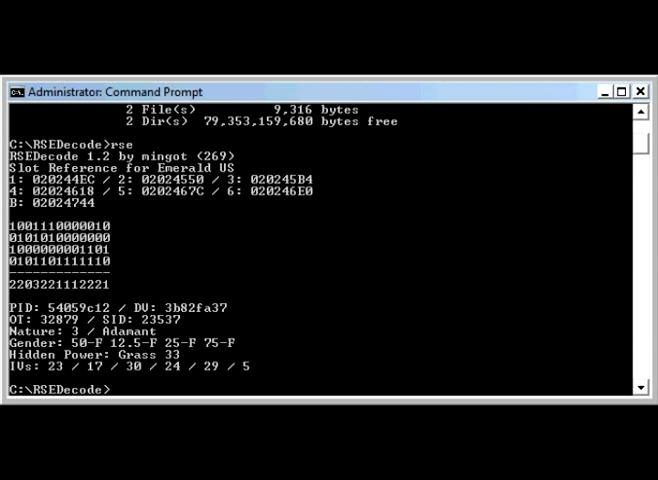 Administrator: Command Prompt
2 File(s) 9,316 bytes
2 Dir(s) 79,353,159,680 bytes free
C:\RSEDecode>rse
RSEDecode 1.2 by mingot (269)
Slot Reference for Emerald US
1: 020244EC / 2: 02024550 / 3: 020245B4
4: 02024618 / 5: 0202467C / 6: 020246E0
B: 02024744
1001110000010
0101010000000
1000000001101
0101101111110
-------------
2203221112221
PID: 54059c12 / DV: 3b82fa37
OT: 32879 / SID: 23537
Nature: 3 / Adamant
Gender: 50-F 12.5-F 25-F 75-F
Hidden Power: Grass 33
IVs: 23 / 17 / 30 / 24 / 29 / 5
C:\RSEDecode>